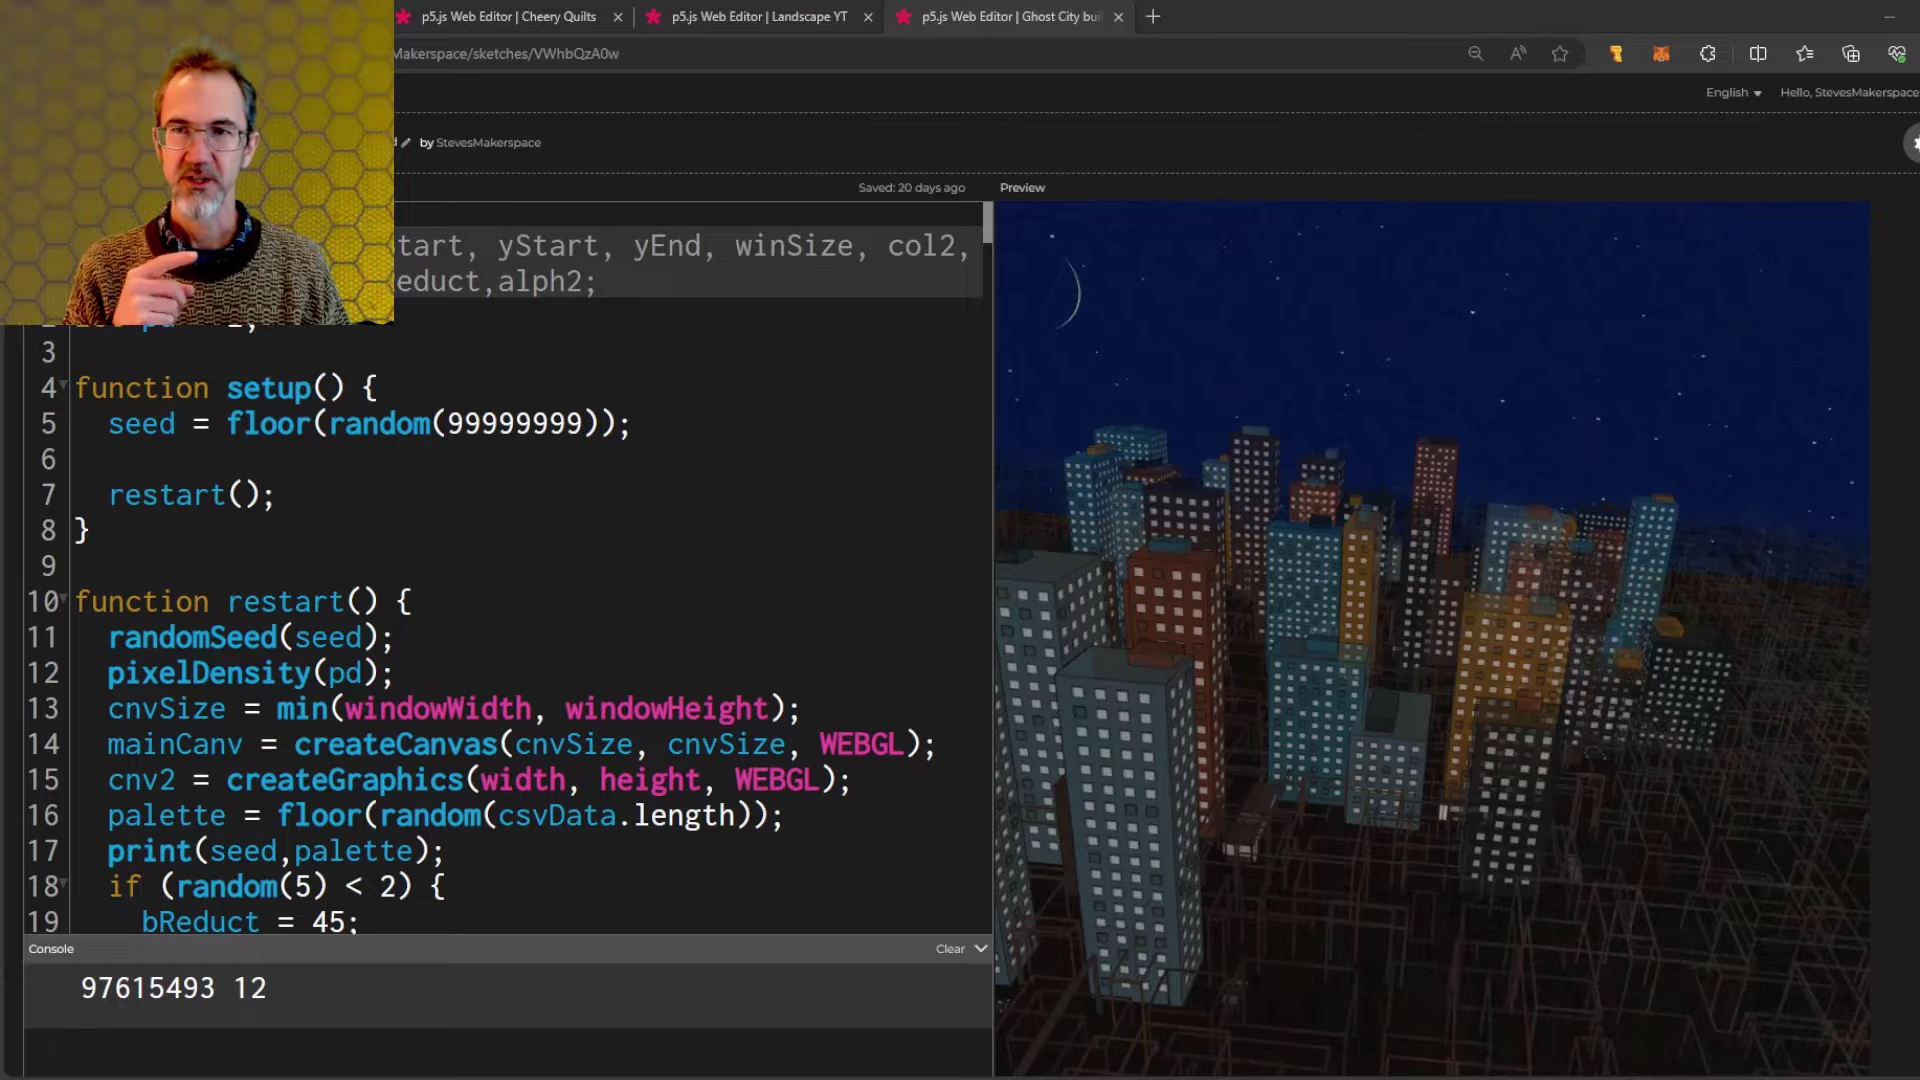 p5.js Web Editor | Cheery Quilts
p5.js Web Editor | Landscape YT
p5.js Web Editor | Ghost City bui
Makerspace/sketches/VWhbQzA0w
English
Hello, StevesMakerspace
by StevesMakerspace
Saved: 20 days ago
Preview
tart, yStart, yEnd, winSize, col2,
educt,alph2;
3
4 function setup() {
5 seed = floor(random(99999999));
6
7 restart();
8 }
9
10 function restart() {
11 randomSeed(seed);
12 pixelDensity(pd);
13 cnvSize = min(windowWidth, windowHeight);
14 mainCanv = createCanvas(cnvSize, cnvSize, WEBGL);
15 cnv2 = createGraphics(width, height, WEBGL);
16 palette = floor(random(csvData.length));
17 print(seed,palette);
18 if (random(5) < 2) {
19 bReduct = 45;
Console
Clear
97615493 12